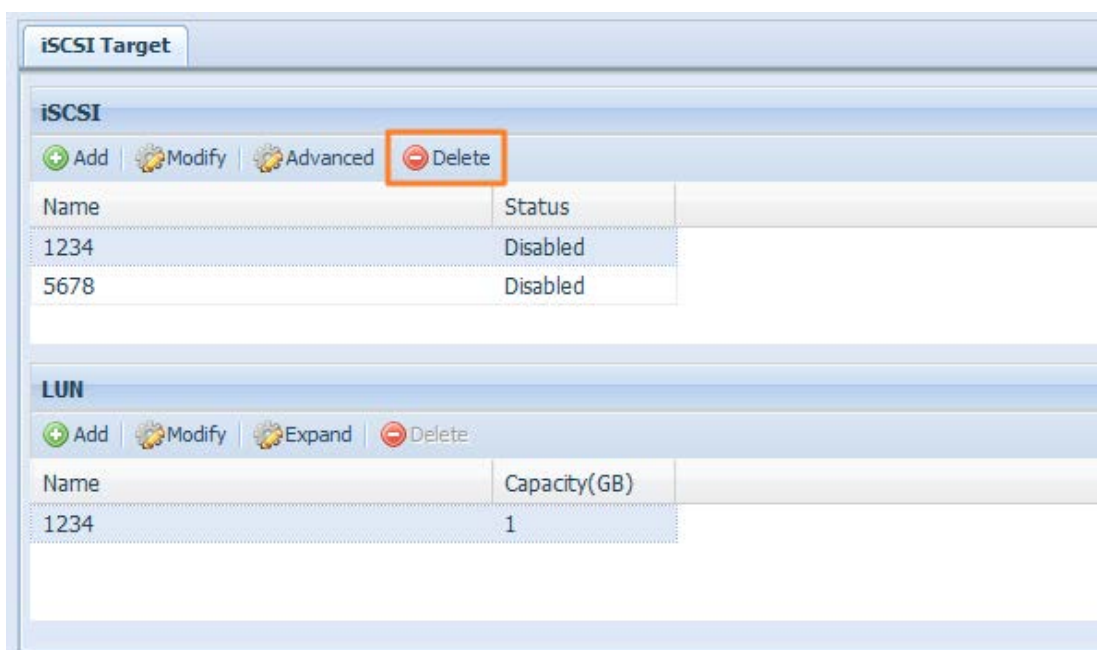 iSCSI Target
iSCSI
Add Modify Advanced Delete
Name Status
1234 Disabled
5678 Disabled
LUN
Add Modify Expand Delete
Name Capacity(GB)
1234 1